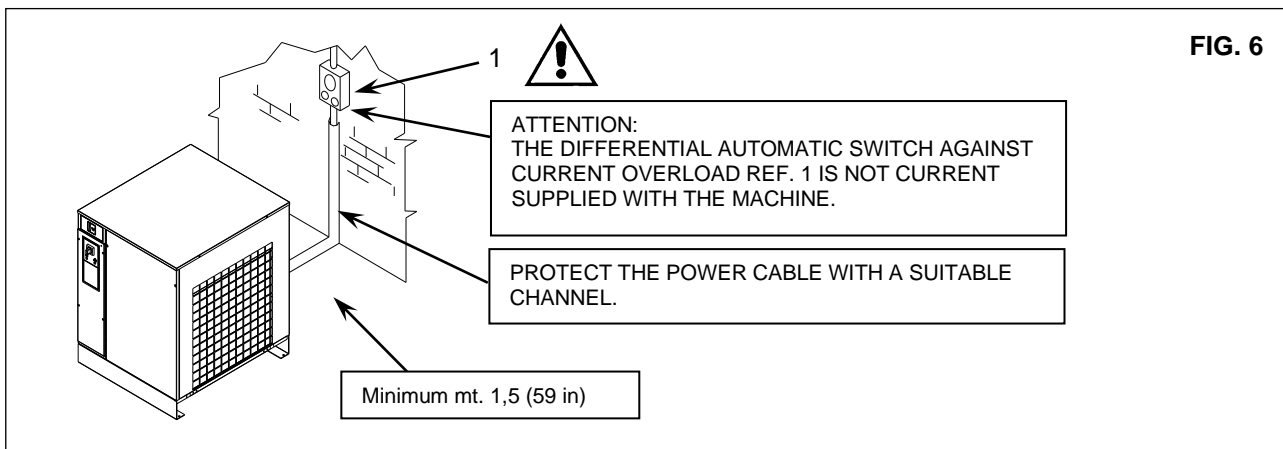 FIG. 6
1
ATTENTION:
THE DIFFERENTIAL AUTOMATIC SWITCH AGAINST
CURRENT OVERLOAD REF. 1 IS NOT CURRENT
SUPPLIED WITH THE MACHINE.
PROTECT THE POWER CABLE WITH A SUITABLE
CHANNEL.
Minimum mt. 1,5 (59 in)